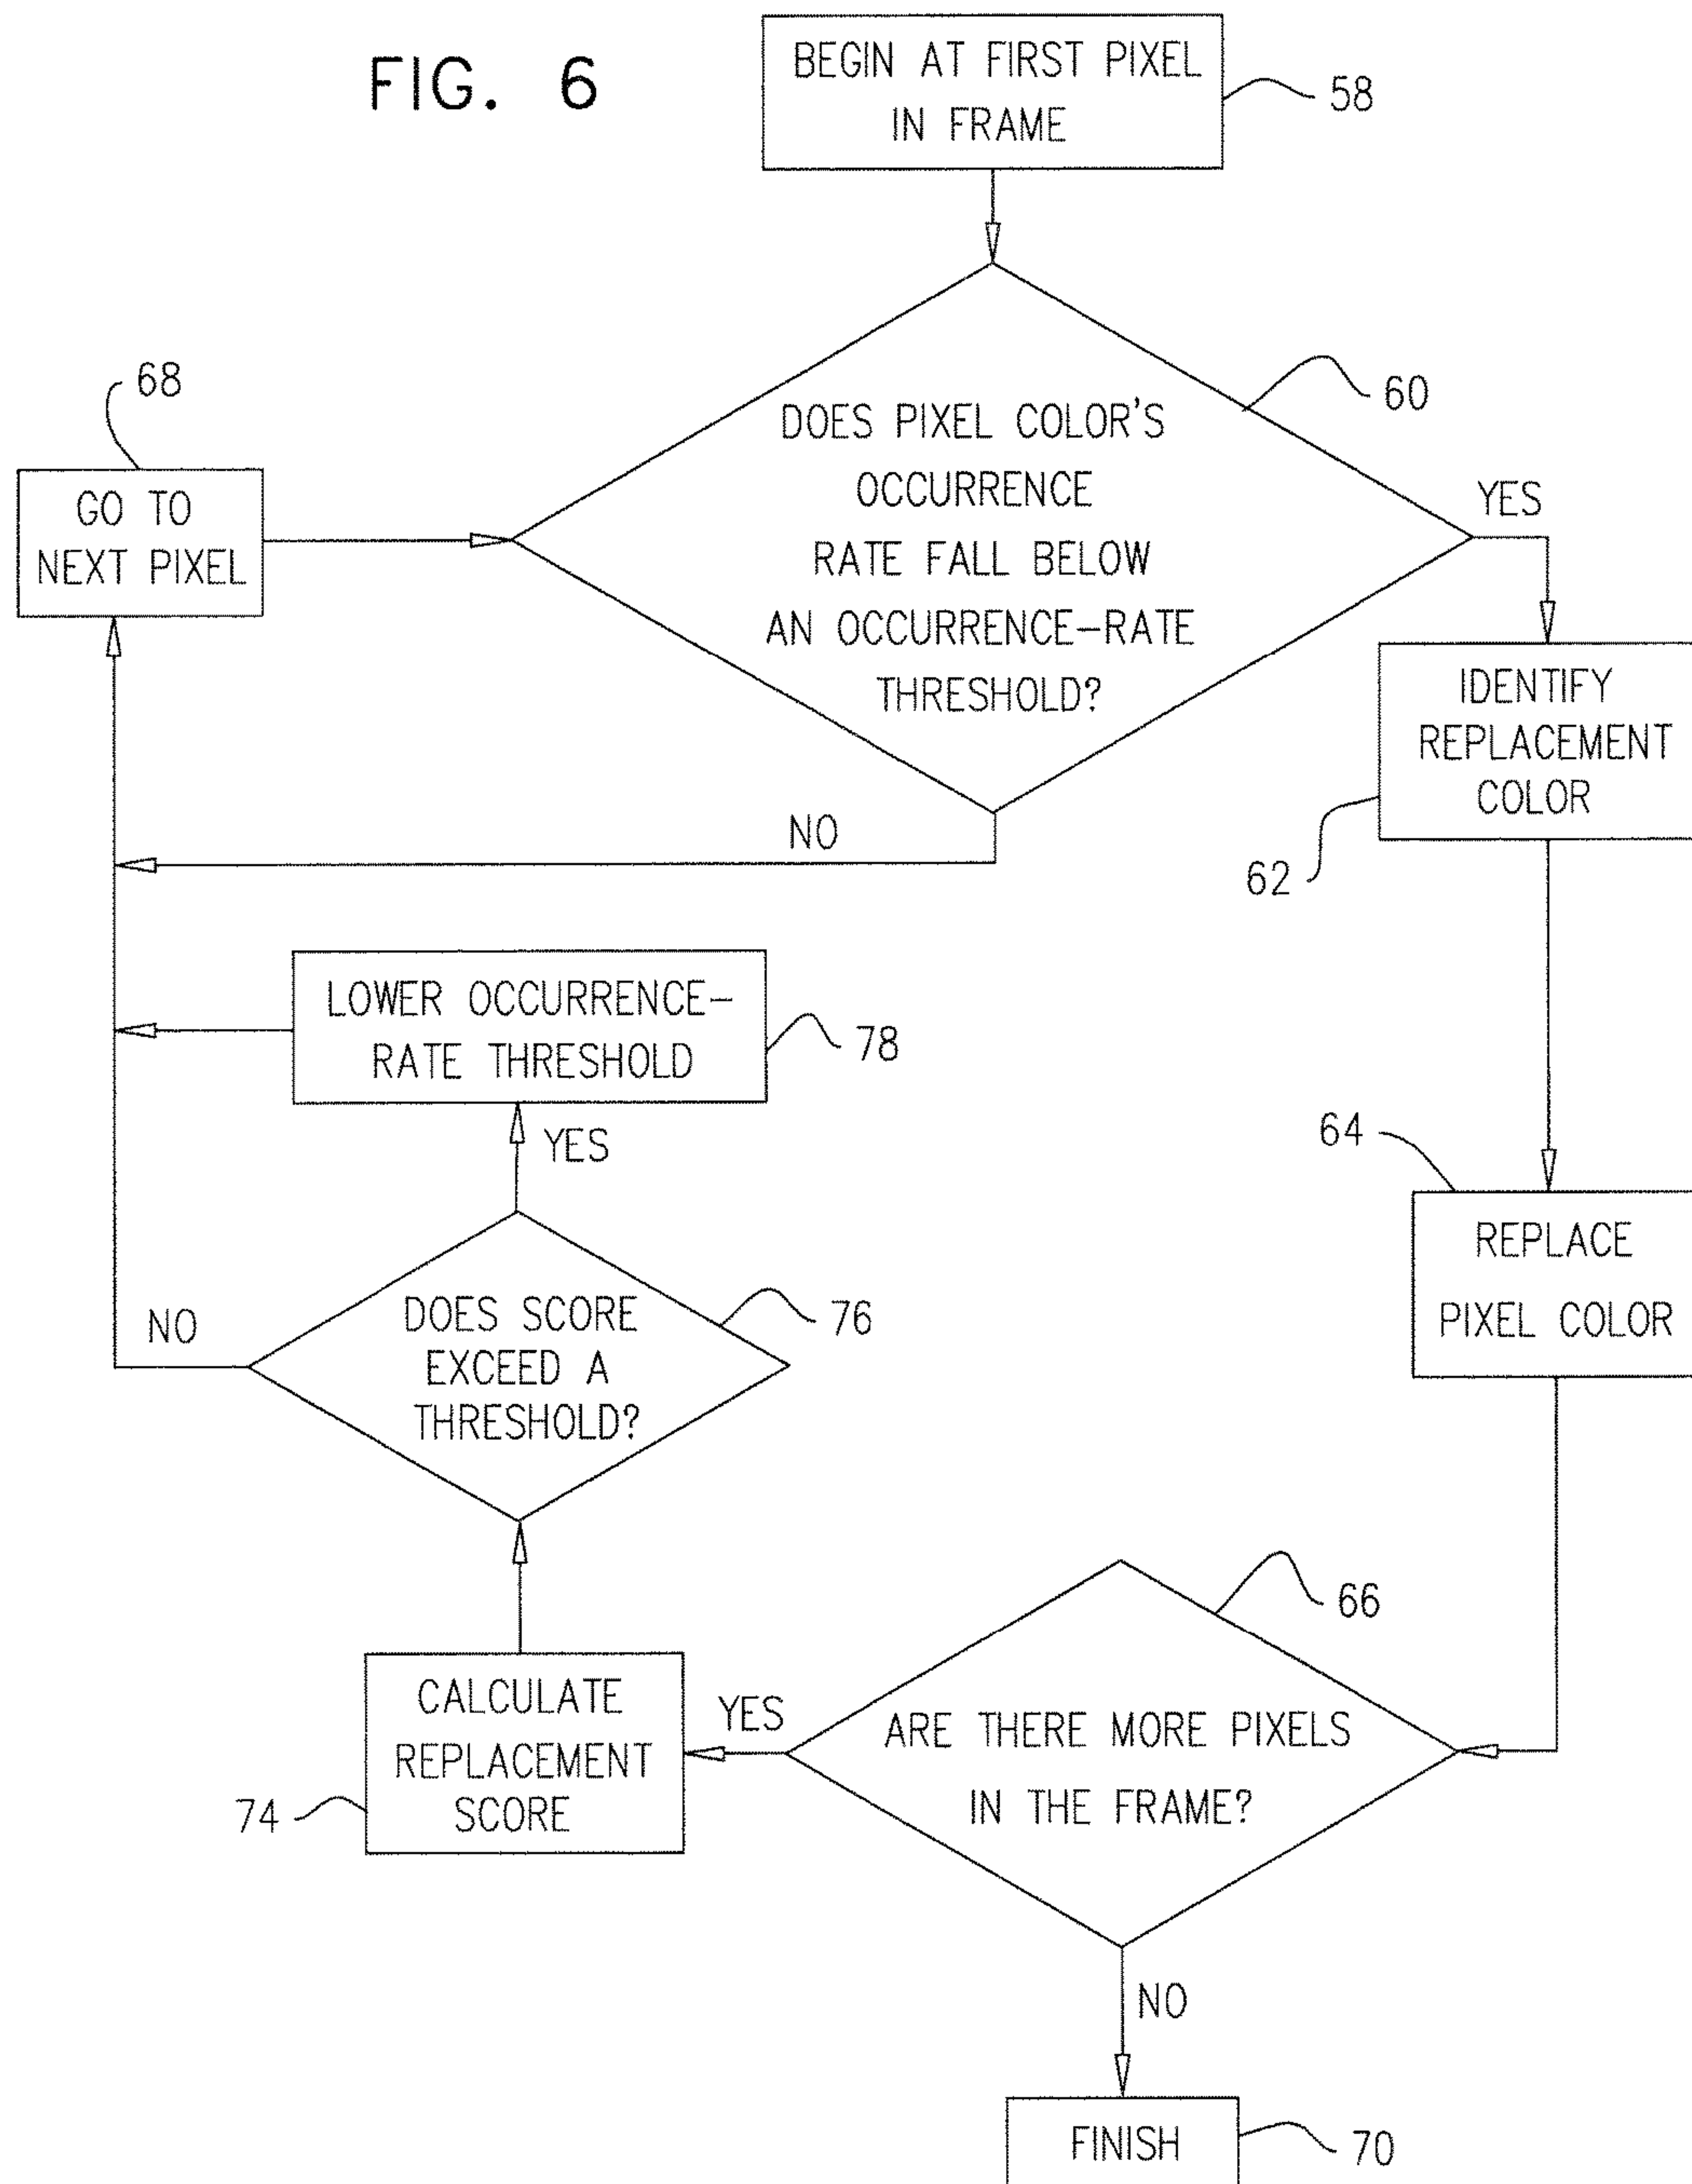 FIG. 6
BEGIN AT FIRST PIXEL
IN FRAME
58
DOES PIXEL COLOR'S
OCCURRENCE
RATE FALL BELOW
AN OCCURRENCE-RATE
THRESHOLD?
60
68
GO TO
NEXT PIXEL
YES
NO
IDENTIFY
REPLACEMENT
COLOR
62
LOWER OCCURRENCE-
RATE THRESHOLD
78
YES
64
REPLACE
PIXEL COLOR
NO
DOES SCORE
EXCEED A
THRESHOLD?
76
66
ARE THERE MORE PIXELS
IN THE FRAME?
YES
CALCULATE
REPLACEMENT
SCORE
74
NO
FINISH
70